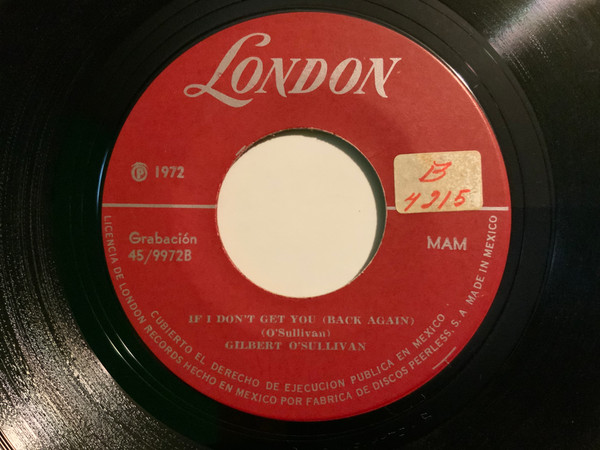 LONDON
℗ 1972
B
4215
Grabación
45/9972B
MAM
IF I DON'T GET YOU (BACK AGAIN)
(O'Sullivan)
GILBERT O'SULLIVAN
CUBIERTO EL DERECHO DE EJECUCION PUBLICA EN MEXICO
LICENCIA DE LONDON RECORDS HECHO EN MEXICO POR FABRICA DE DISCOS PEERLESS, S.A MADE IN MEXICO